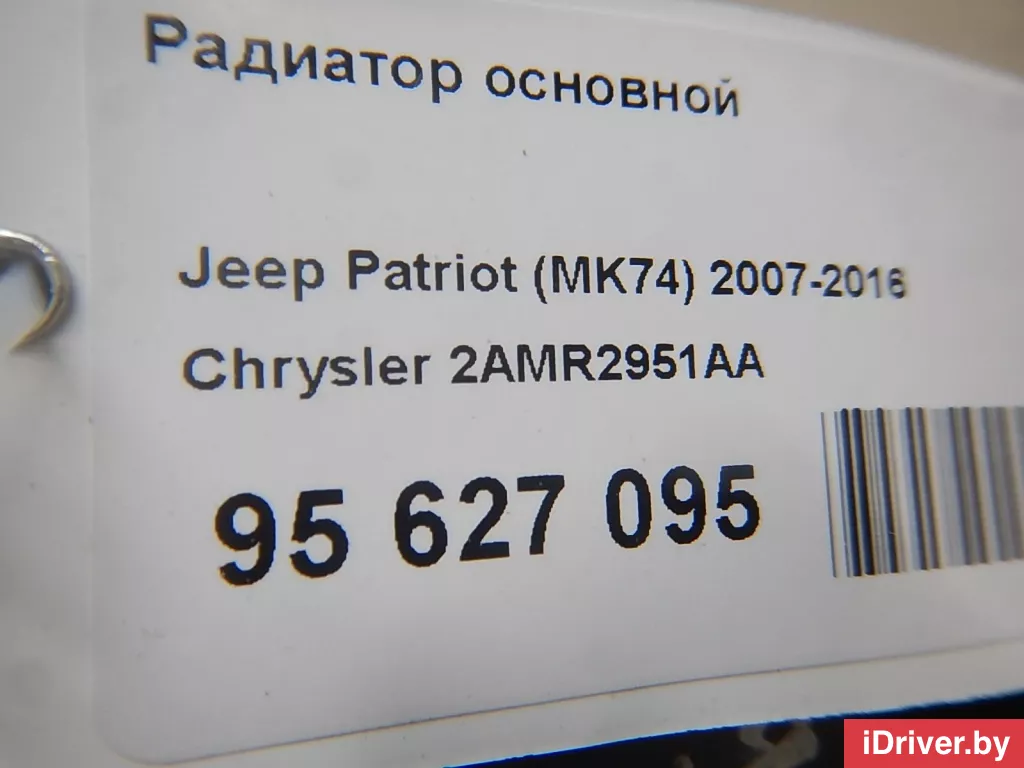 Радиатор основной
Jeep Patriot (MK74) 2007-2016
Chrysler 2AMR2951AA
95 627 095
iDriver.by